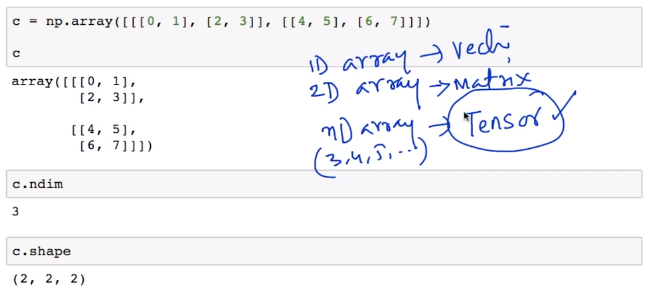 c = np.array([[[0, 1], [2, 3]], [[4, 5], [6, 7]]])
c
array([[[0, 1],
[2, 3]],
[[4, 5],
[6, 7]]])
1D array → Vec
2D array → Matrix
nD array → Tensor ✓
(3,4,5,...)
c.ndim
3
c.shape
(2, 2, 2)